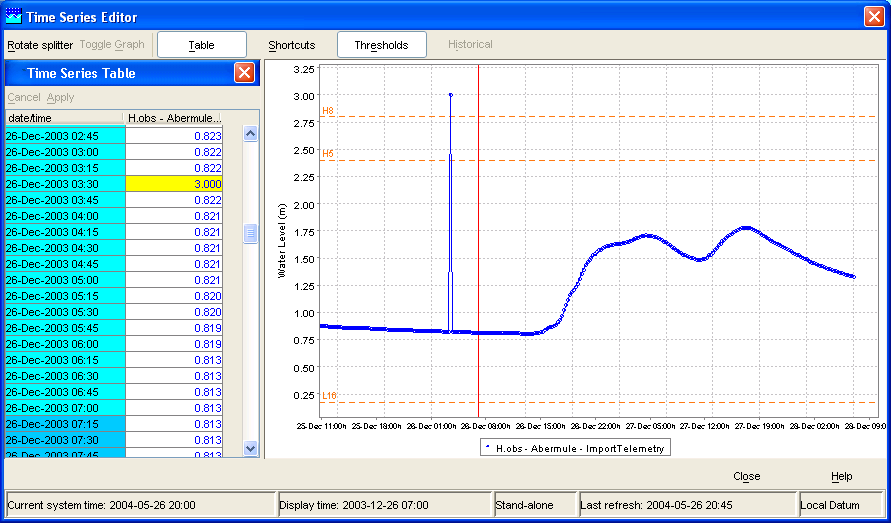 Time Series Editor
Rotate splitter Toggle Graph Table Shortcuts Thresholds Historical
Time Series Table
Cancel Apply
date/time H.obs - Abermule...
26-Dec-2003 02:45 0.823
26-Dec-2003 03:00 0.822
26-Dec-2003 03:15 0.822
26-Dec-2003 03:30 3.000
26-Dec-2003 03:45 0.822
26-Dec-2003 04:00 0.821
26-Dec-2003 04:15 0.821
26-Dec-2003 04:30 0.821
26-Dec-2003 04:45 0.821
26-Dec-2003 05:00 0.821
26-Dec-2003 05:15 0.820
26-Dec-2003 05:30 0.820
26-Dec-2003 05:45 0.819
26-Dec-2003 06:00 0.819
26-Dec-2003 06:15 0.813
26-Dec-2003 06:30 0.813
26-Dec-2003 06:45 0.813
26-Dec-2003 07:00 0.813
26-Dec-2003 07:15 0.813
26-Dec-2003 07:30 0.813
26-Dec-2003 07:45 0.813
Water Level (m)
3.25
3.00
2.75
2.50
2.25
2.00
1.75
1.50
1.25
1.00
0.75
0.50
0.25
H8
H5
L16
25-Dec 11:00h 25-Dec 18:00h 26-Dec 01:00h 26-Dec 08:00h 26-Dec 15:00h 26-Dec 22:00h 27-Dec 05:00h 27-Dec 12:00h 27-Dec 19:00h 28-Dec 02:00h 28-Dec 09:0
H.obs - Abermule - ImportTelemetry
Close Help
Current system time: 2004-05-26 20:00 Display time: 2003-12-26 07:00 Stand-alone Last refresh: 2004-05-26 20:45 Local Datum